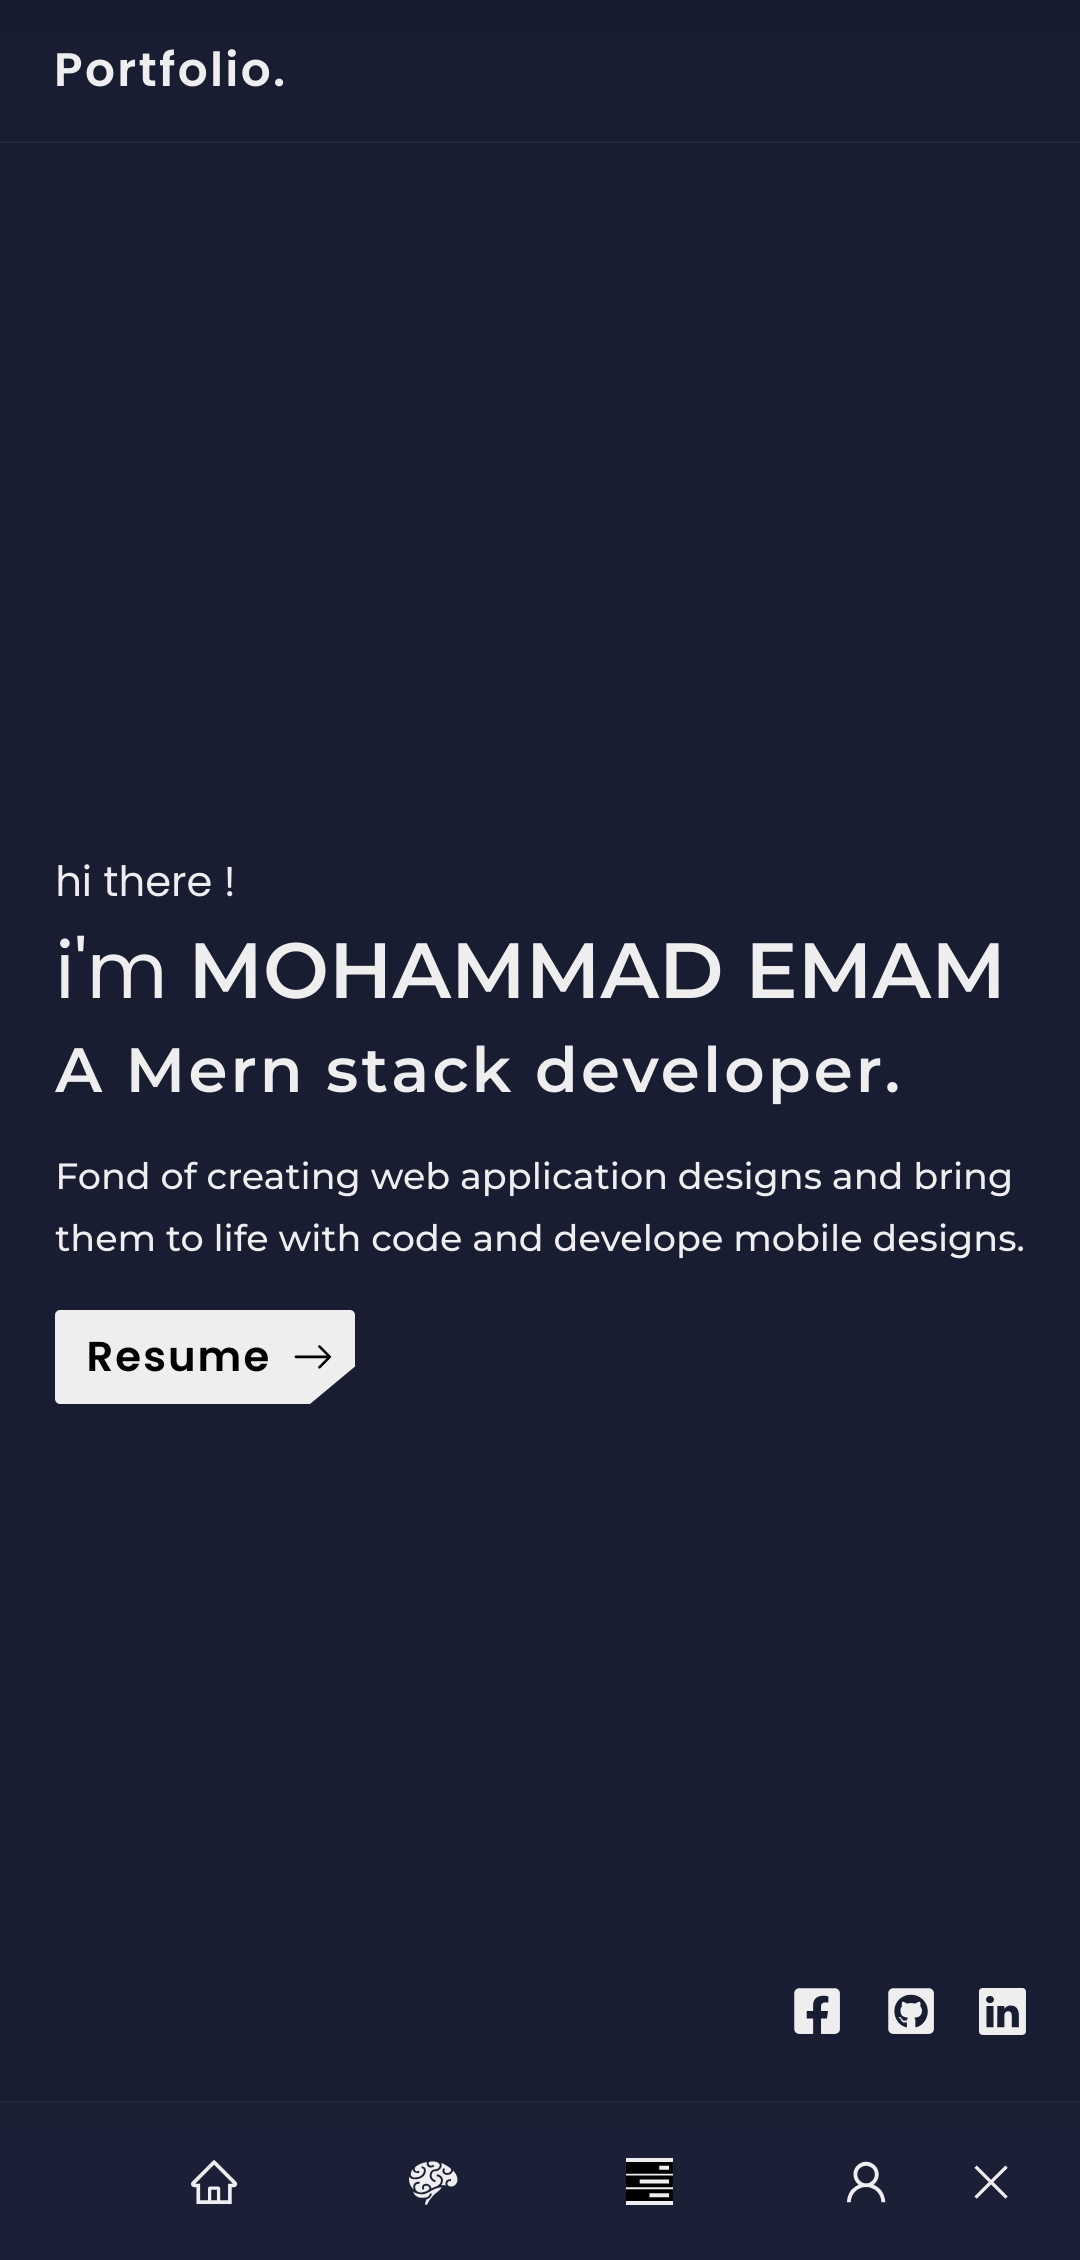 Portfolio.
hi there !
i'm MOHAMMAD EMAM
A Mern stack developer.
Fond of creating web application designs and bring
them to life with code and develope mobile designs.
Resume